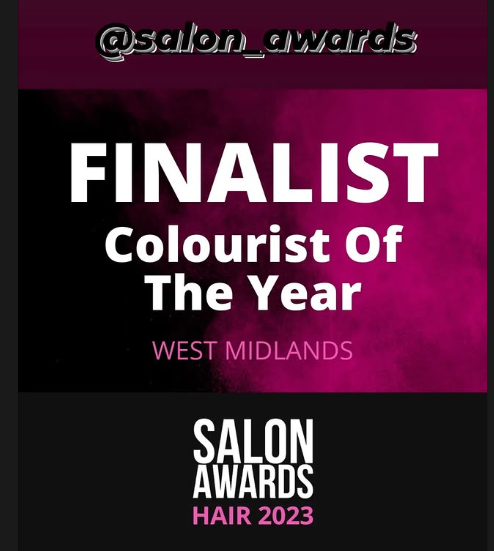 @salon_awards
FINALIST
Colourist Of
The Year
WEST MIDLANDS
SALON
AWARDS
HAIR 2023